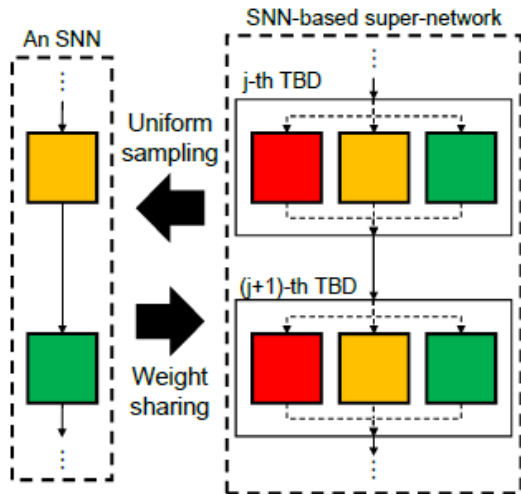 SNN-based super-network
An SNN
⋮
⋮
j-th TBD
Uniform
sampling
(j+1)-th TBD
Weight
sharing
⋮
⋮